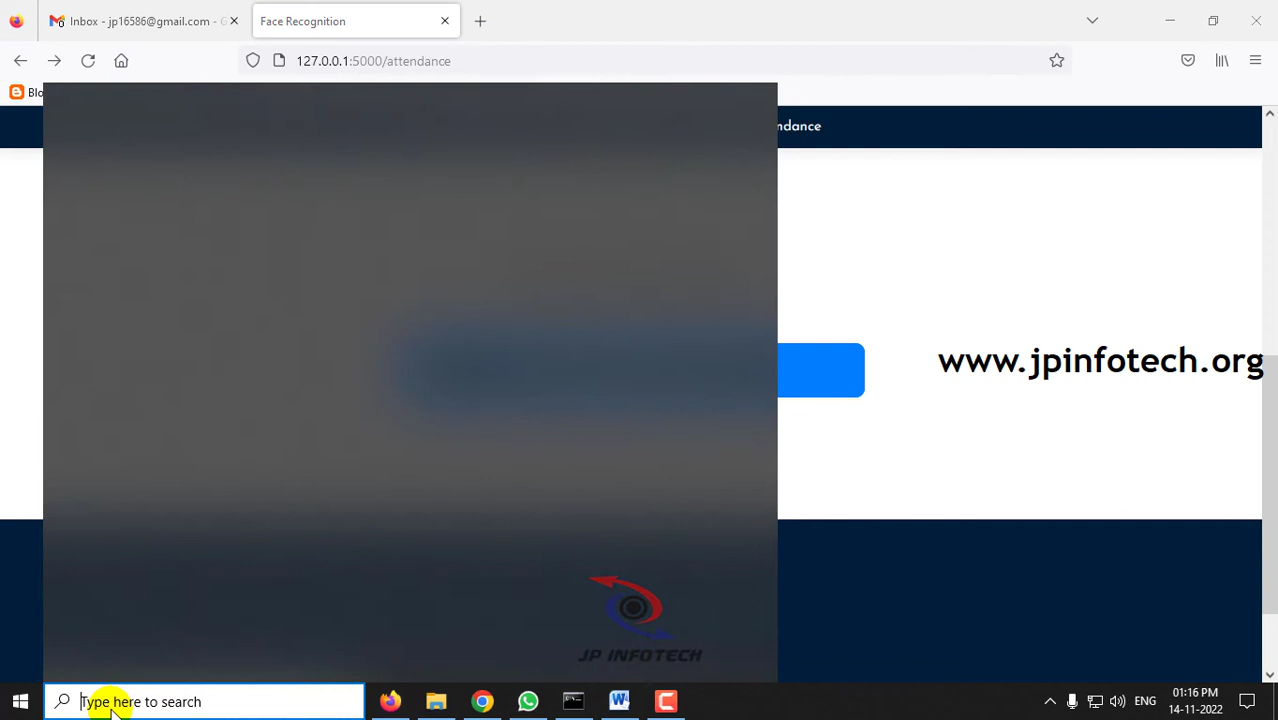 Inbox - jp16586@gmail.com - G
Face Recognition
127.0.0.1:5000/attendance
Blo
ndance
www.jpinfotech.org
JP INFOTECH
Type here to search
ENG
01:16 PM
14-11-2022